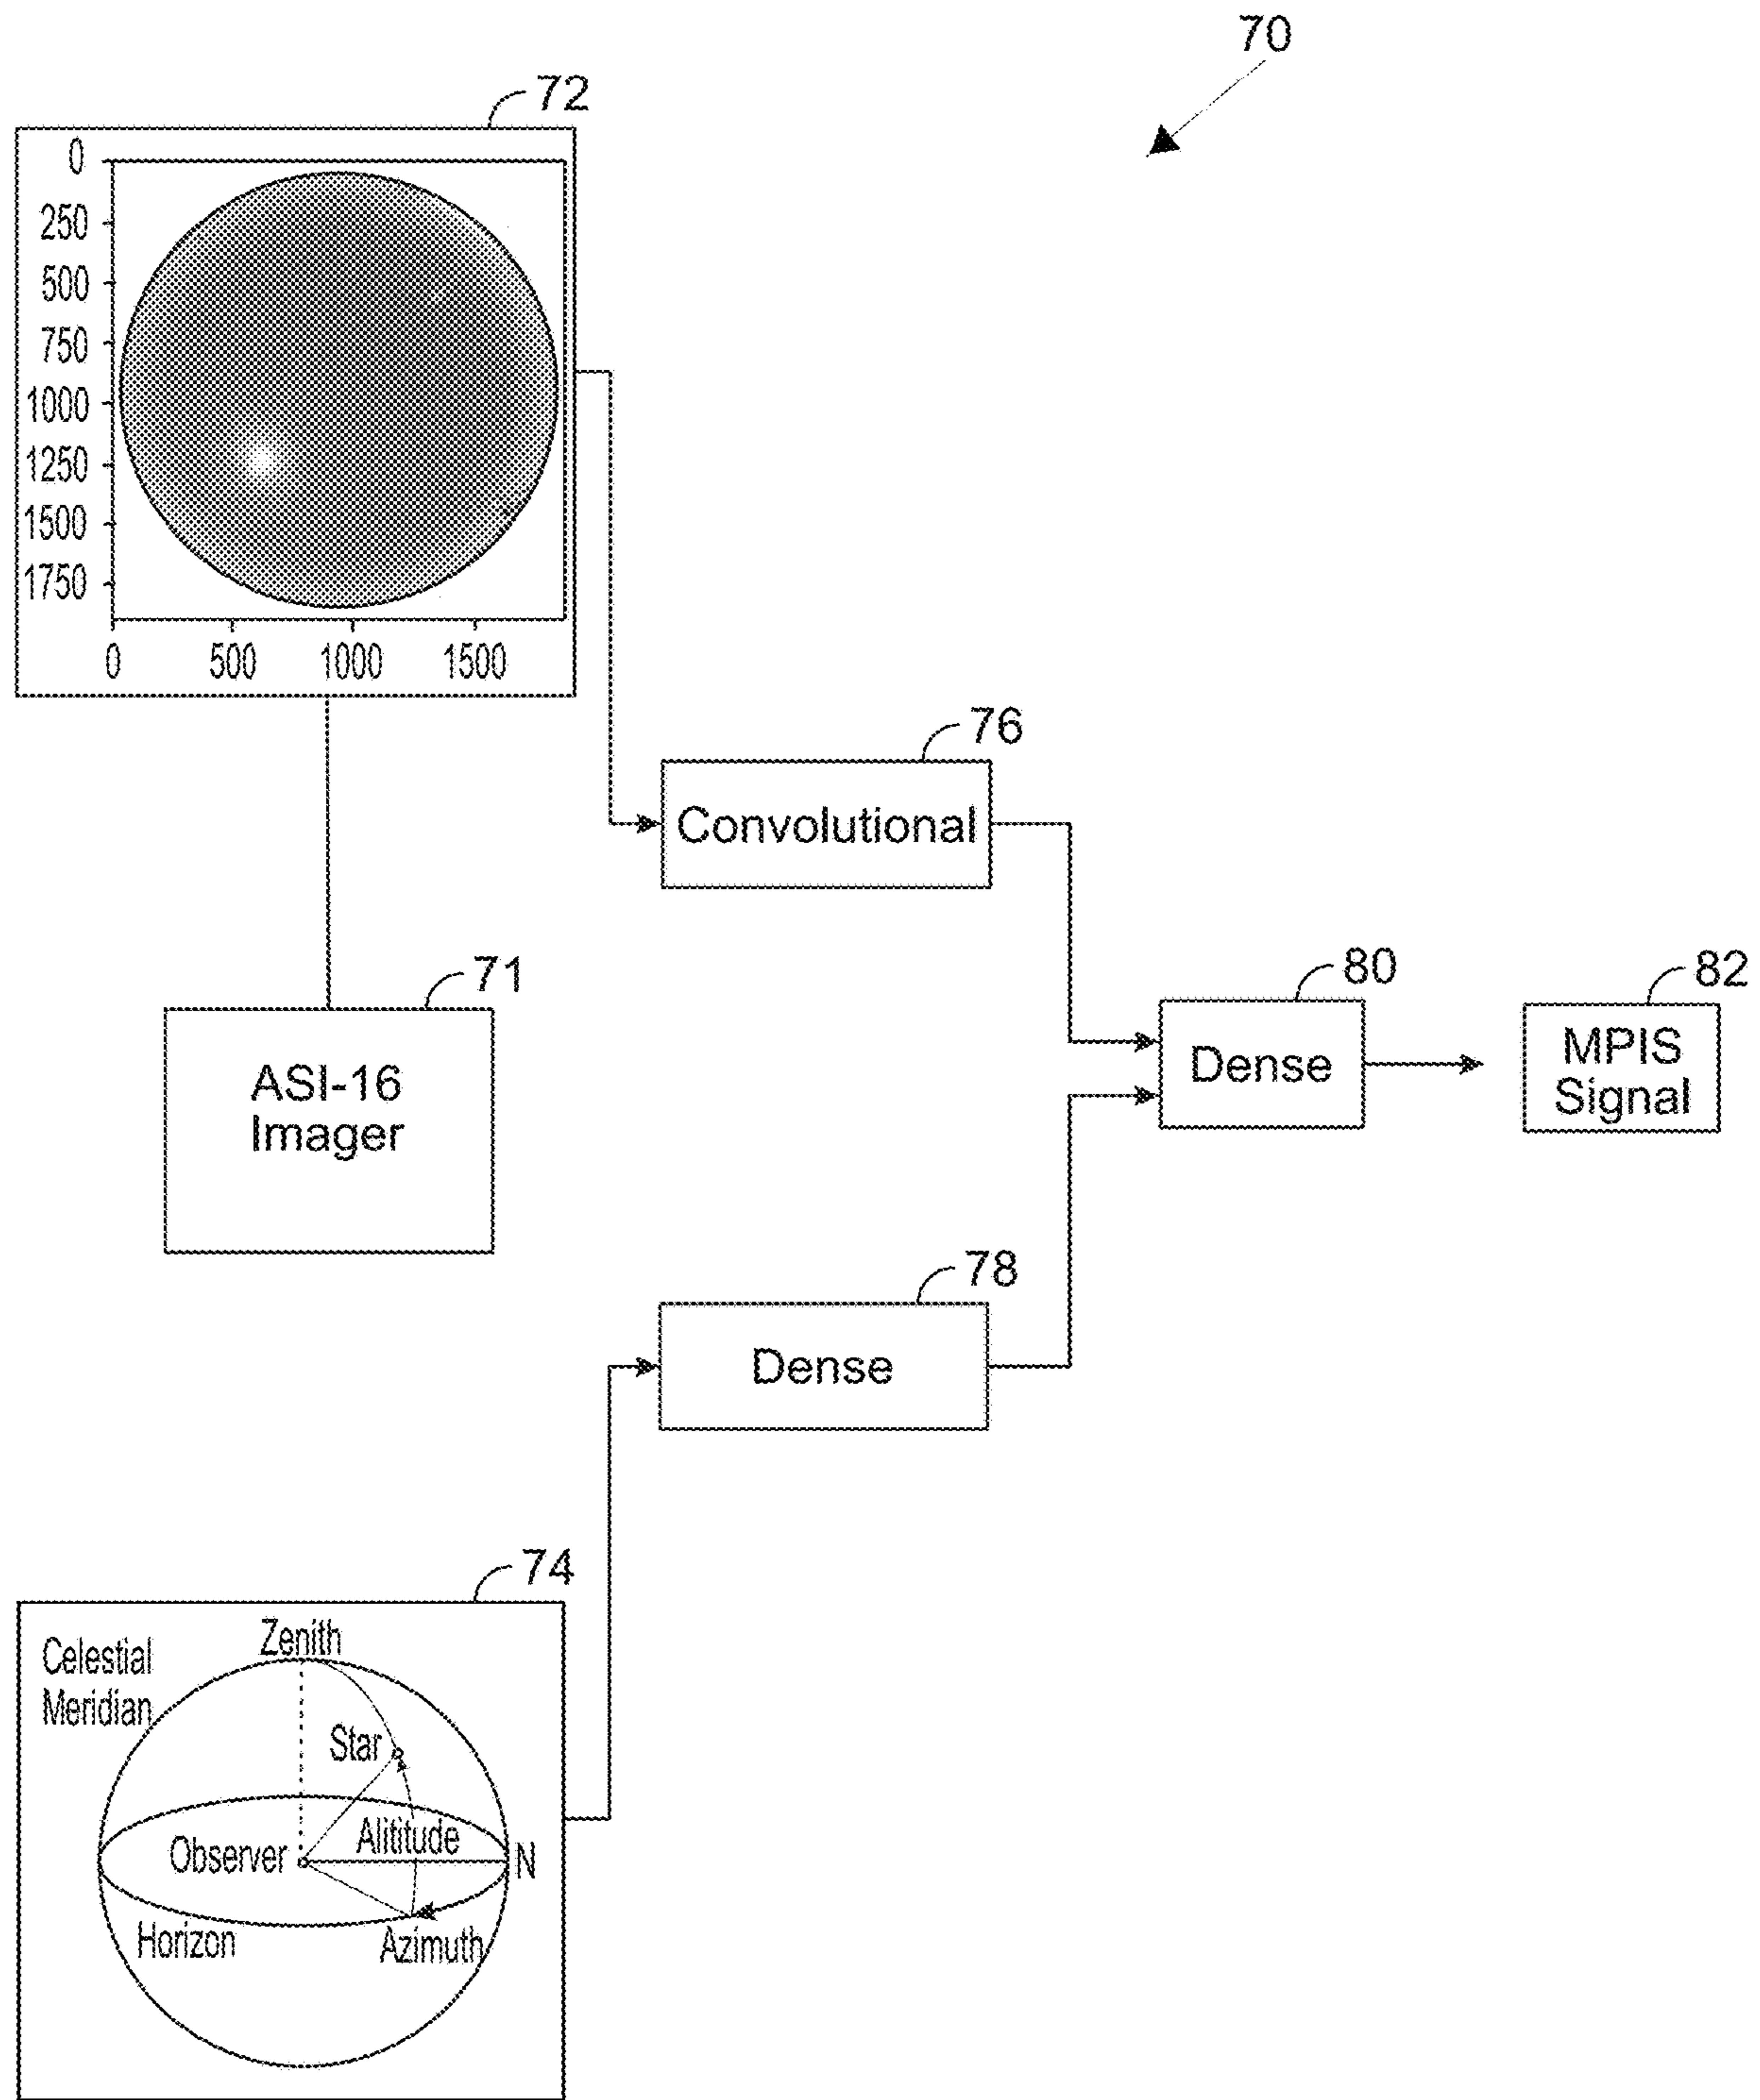 70
72
0
250
500
750
1000
1250
1500
1750
0 500 1000 1500
76
Convolutional
71
ASI-16
Imager
80
Dense
82
MPIS
Signal
78
Dense
74
Celestial
Meridian
Zenith
Star
Observer
Alititude
N
Horizon
Azimuth